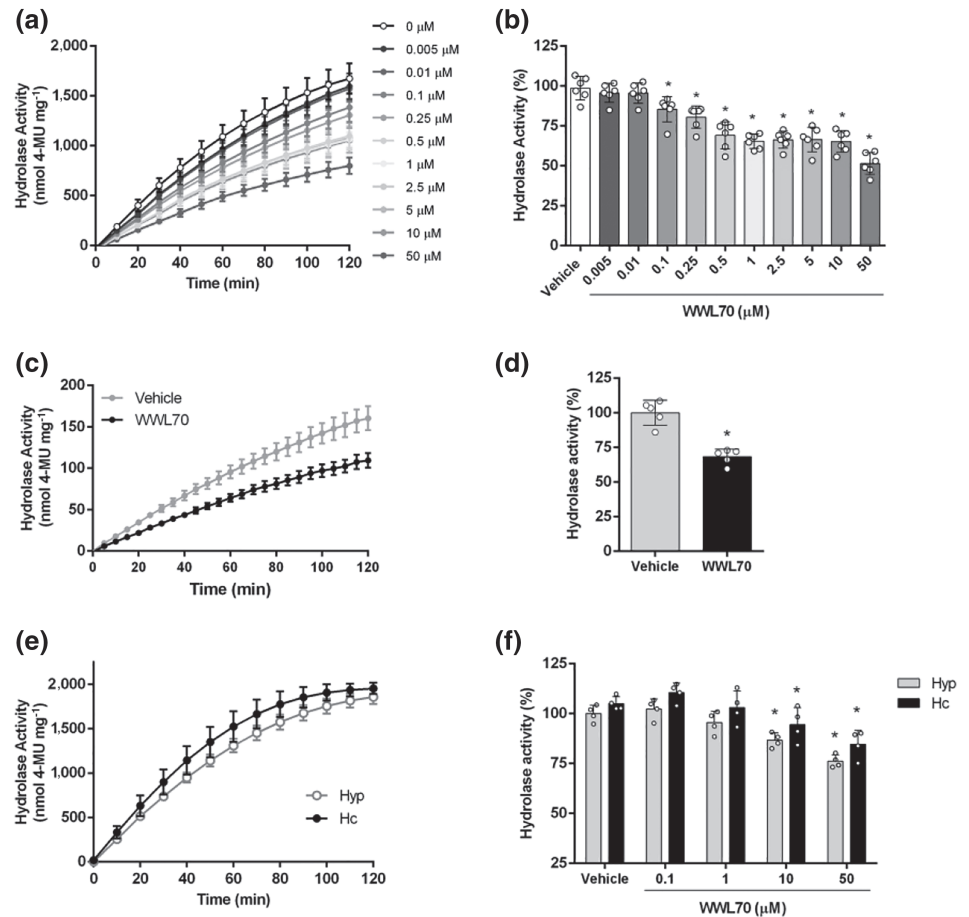 (a)
Hydrolase Activity
(nmol 4-MU mg⁻¹)
2,000
1,500
1,000
500
0
0 20 40 60 80 100 120
Time (min)
0 µM
0.005 µM
0.01 µM
0.1 µM
0.25 µM
0.5 µM
1 µM
2.5 µM
5 µM
10 µM
50 µM
(b)
Hydrolase Activity (%)
125
100
75
50
25
0
* * * * * * * *
Vehicle 0.005 0.01 0.1 0.25 0.5 1 2.5 5 10 50
WWL70 (µM)
(c)
Hydrolase Activity
(nmol 4-MU mg⁻¹)
200
150
100
50
0
Vehicle
WWL70
0 20 40 60 80 100 120
Time (min)
(d)
Hydrolase activity (%)
125
100
75
50
25
0
*
Vehicle WWL70
(e)
Hydrolase Activity
(nmol 4-MU mg⁻¹)
2,000
1,500
1,000
500
0
Hyp
Hc
0 20 40 60 80 100 120
Time (min)
(f)
Hydrolase activity (%)
125
100
75
50
25
* * * *
Hyp
Hc
Vehicle 0.1 1 10 50
WWL70 (µM)